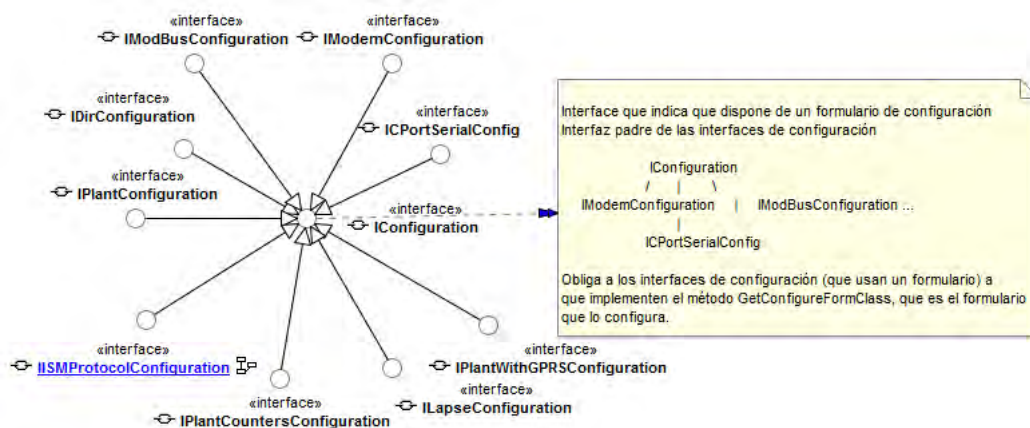 «interface»
IModBusConfiguration
«interface»
IModemConfiguration
«interface»
IDirConfiguration
«interface»
ICPortSerialConfig
«interface»
IPlantConfiguration
«interface»
IConfiguration
«interface»
IISMProtocolConfiguration
«interface»
IPlantWithGPRSConfiguration
«interface»
ILapseConfiguration
«interface»
IPlantCountersConfiguration
Interface que indica que dispone de un formulario de configuración
Interfaz padre de las interfaces de configuración
IConfiguration
/ | \
IModemConfiguration | IModBusConfiguration ...
|
ICPortSerialConfig
Obliga a los interfaces de configuración (que usan un formulario) a
que implementen el método GetConfigureFormClass, que es el formulario
que lo configura.